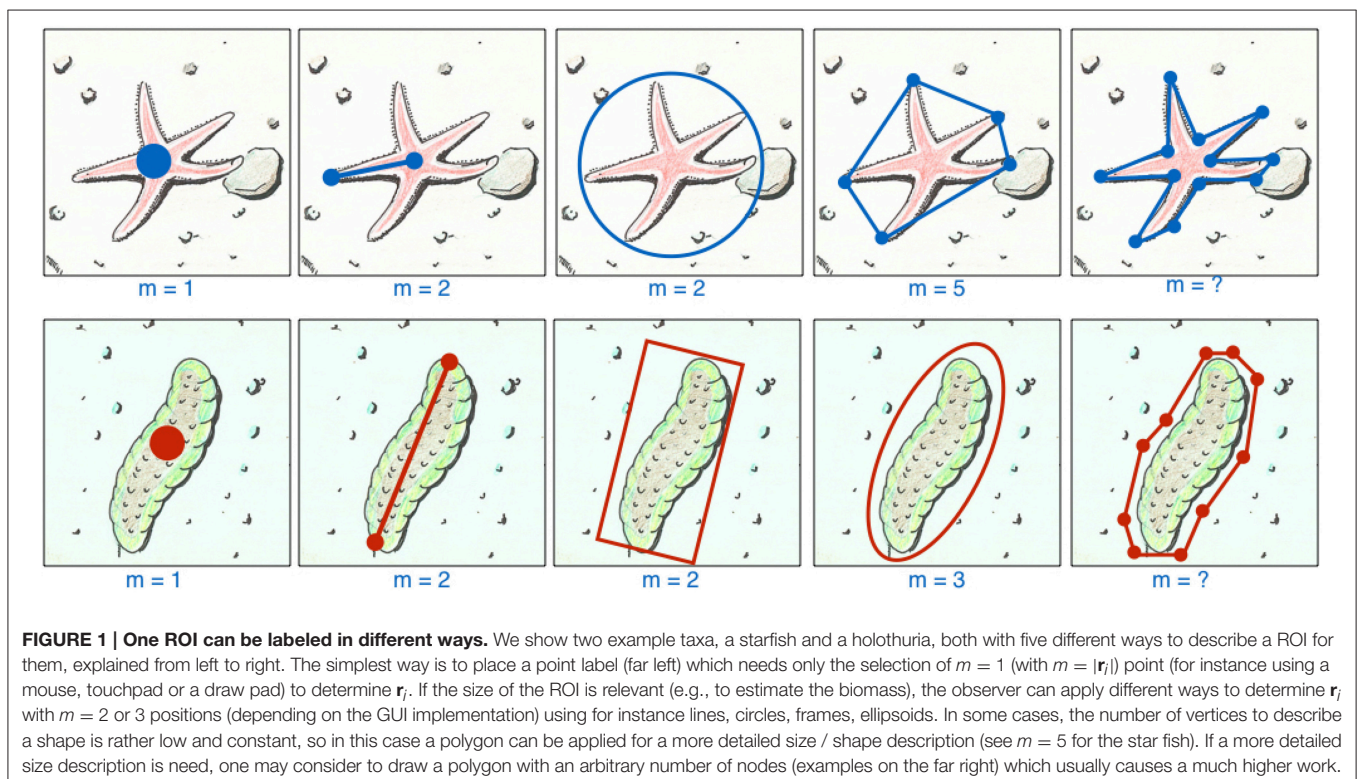 m = 1
m = 2
m = 2
m = 5
m = ?
m = 1
m = 2
m = 2
m = 3
m = ?
FIGURE 1 | One ROI can be labeled in different ways. We show two example taxa, a starfish and a holothuria, both with five different ways to describe a ROI for
them, explained from left to right. The simplest way is to place a point label (far left) which needs only the selection of m = 1 (with m = |rᵢ|) point (for instance using a
mouse, touchpad or a draw pad) to determine rᵢ. If the size of the ROI is relevant (e.g., to estimate the biomass), the observer can apply different ways to determine rᵢ
with m = 2 or 3 positions (depending on the GUI implementation) using for instance lines, circles, frames, ellipsoids. In some cases, the number of vertices to describe
a shape is rather low and constant, so in this case a polygon can be applied for a more detailed size / shape description (see m = 5 for the star fish). If a more detailed
size description is need, one may consider to draw a polygon with an arbitrary number of nodes (examples on the far right) which usually causes a much higher work.